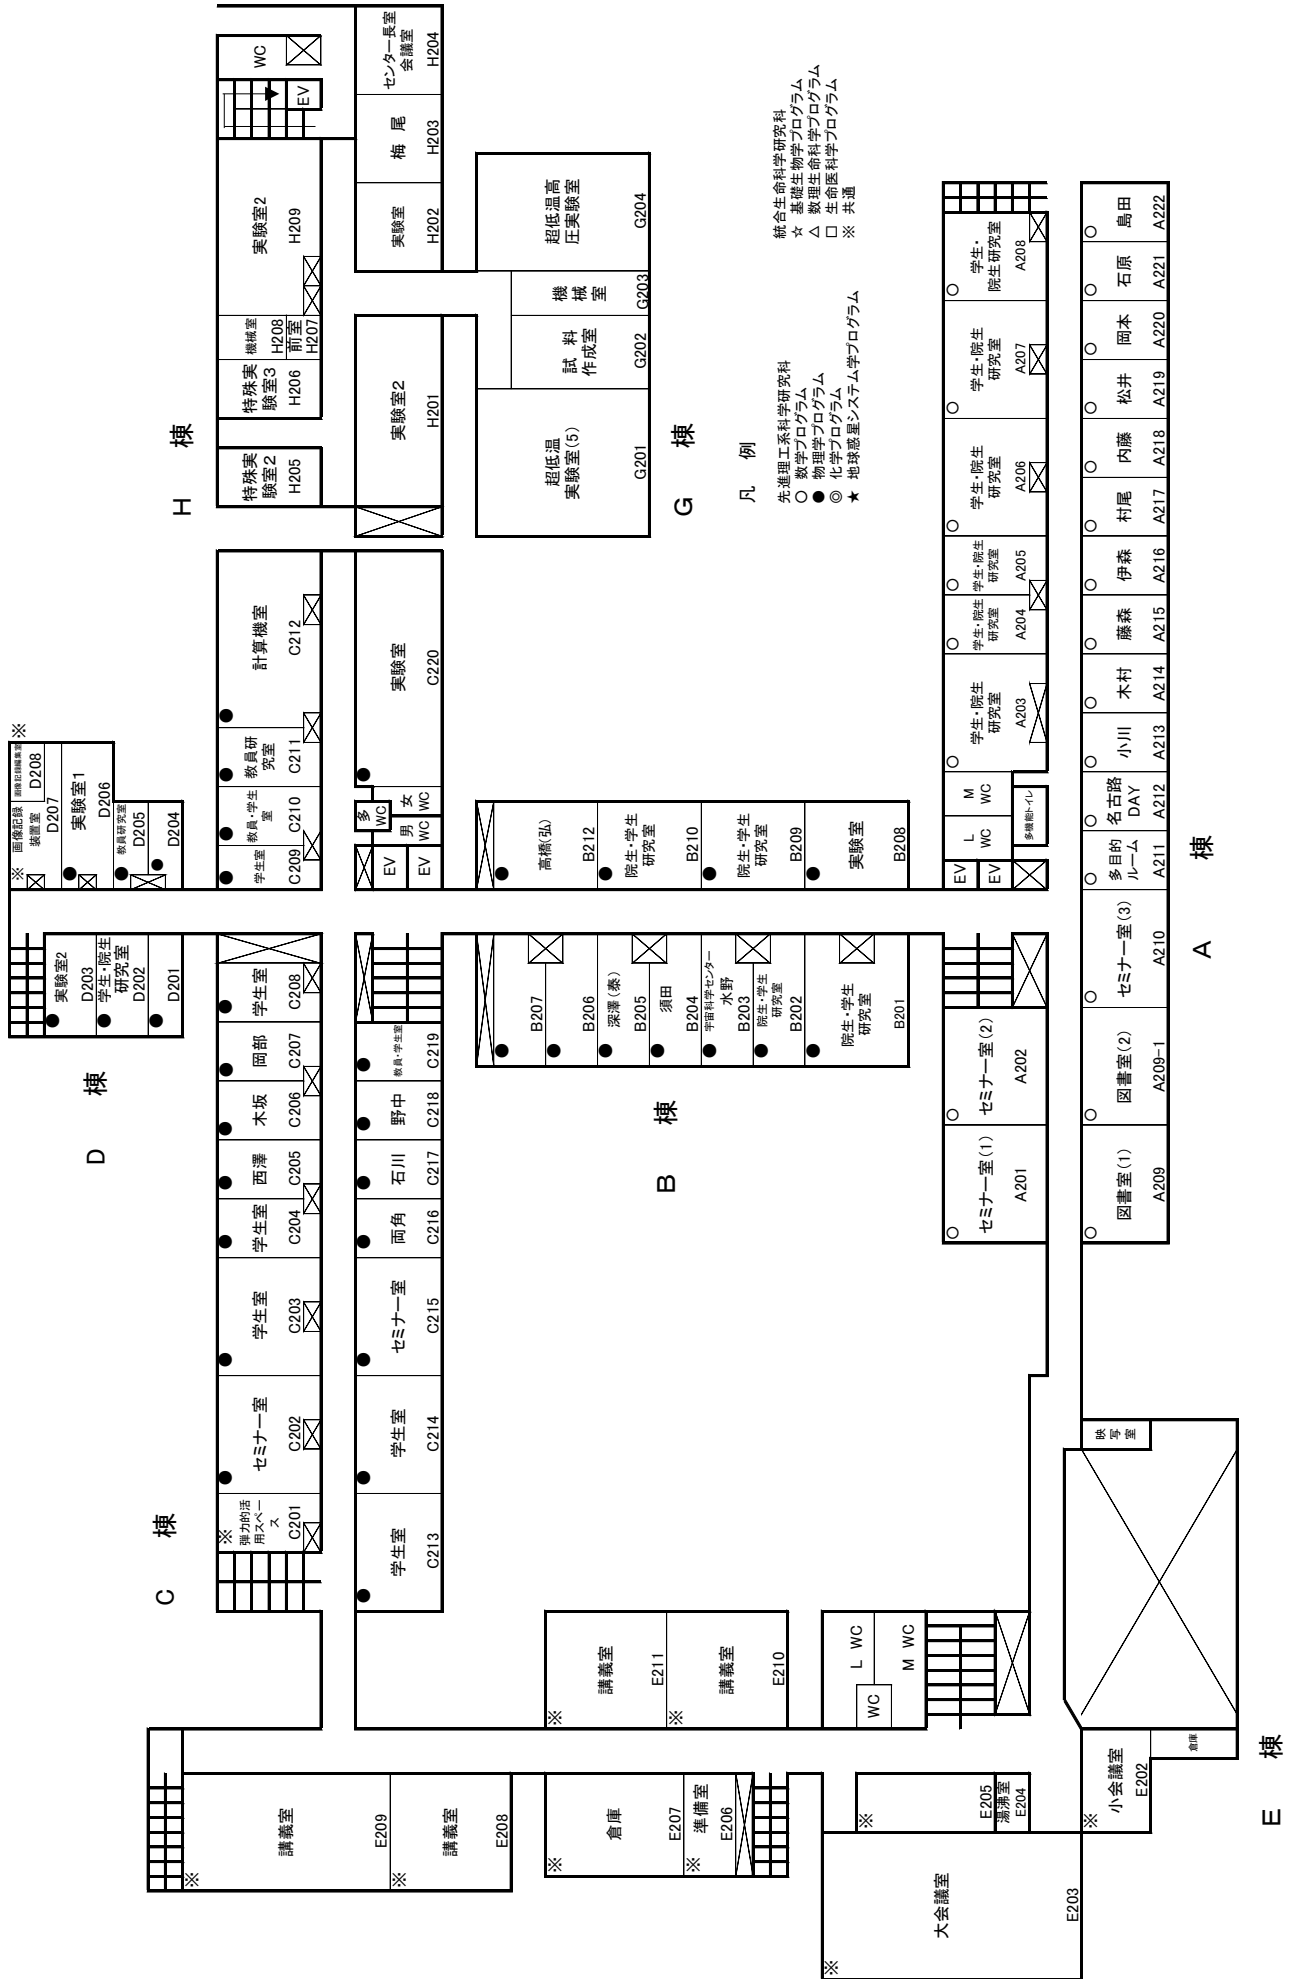 H 棟
WC
EV
実験室2
H209
機械室
H208
前室
H207
特殊実
験室3
H206
特殊実
験室2
H205
センター長室
会議室
H204
梅 尾
H203
実験室
H202
実験室2
H201
G 棟
超低温高
圧実験室
G204
機
械
室
G203
試 料
作成室
G202
超低温
実験室(5)
G201
凡 例
先進理工系科学研究科
○ 数学プログラム
● 物理学プログラム
◎ 化学プログラム
★ 地球惑星システム学プログラム
統合生命科学研究科
☆ 基礎生物学プログラム
△ 数理生命科学プログラム
□ 生命医科学プログラム
※ 共通
D 棟
※
画像記録編集室
D208
※
画像記録
装置室
D207
実験室1
● D206
教員研究室
● D205
● D204
実験室2
● D203
学生・院生
研究室
● D202
● D201
C 棟
●
計算機室
C212
●
教員研
究室
C211
●
教員・学生
室
C210
●
学生室
C209
●
学生室
C208
●
岡部
C207
●
木坂
C206
●
西澤
C205
●
学生室
C204
●
学生室
C203
●
セミナー室
C202
※
弾力的活
用スペー
ス
C201
●
実験室
C220
多
WC
女
WC
男
WC
EV
EV
●
教員・学生室
C219
●
野中
C218
●
石川
C217
●
両角
C216
●
セミナー室
C215
●
学生室
C214
●
学生室
C213
B 棟
●
高橋(弘)
B212
●
院生・学生
研究室
B210
●
院生・学生
研究室
B209
●
実験室
B208
●
B207
●
B206
●
深澤(泰)
B205
●
須田
B204
●
宇宙科学センター
水野
B203
●
院生・学生
研究室
B202
●
院生・学生
研究室
B201
A 棟
○
学生・
院生研究室
A208
○
学生・院生
研究室
A207
○
学生・院生
研究室
A206
○
学生・院生
研究室
A205
○
学生・院生
研究室
A204
○
学生・院生
研究室
A203
M
WC
L
WC
多機能トイレ
EV
EV
○
セミナー室(2)
A202
○
セミナー室(1)
A201
○
島田
A222
○
石原
A221
○
岡本
A220
○
松井
A219
○
内藤
A218
○
村尾
A217
○
伊森
A216
○
藤森
A215
○
木村
A214
○
小川
A213
○
名古路
DAY
A212
○
多目的
ルーム
A211
○
セミナー室(3)
A210
○
図書室(2)
A209-1
○
図書室(1)
A209
E 棟
映
写
室
※
講義室
E211
※
講義室
E210
L WC
M WC
WC
※
講義室
E209
※
講義室
E208
※
倉庫
E207
※
準備室
E206
※
E205
湯沸室
E204
※
大会議室
E203
※
小会議室
E202
倉庫